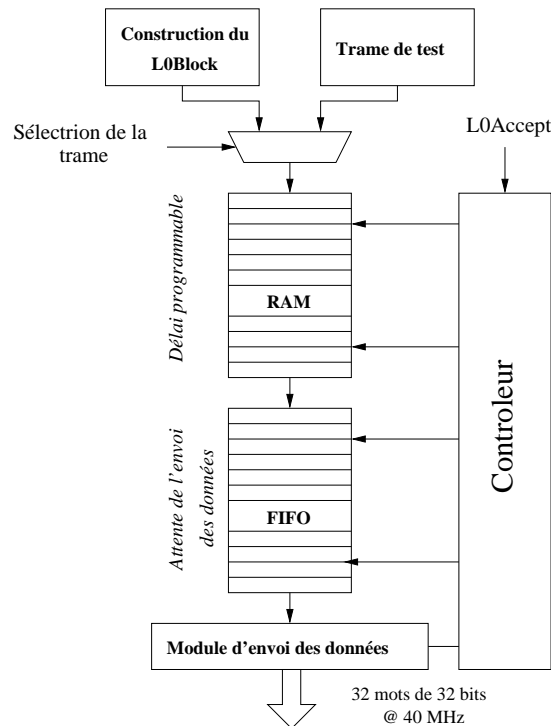 Construction du
L0Block
Trame de test
Sélectrion de la
trame
L0Accept
Délai programmable
RAM
Controleur
Attente de l'envoi
des données
FIFO
Module d'envoi des données
32 mots de 32 bits
@ 40 MHz